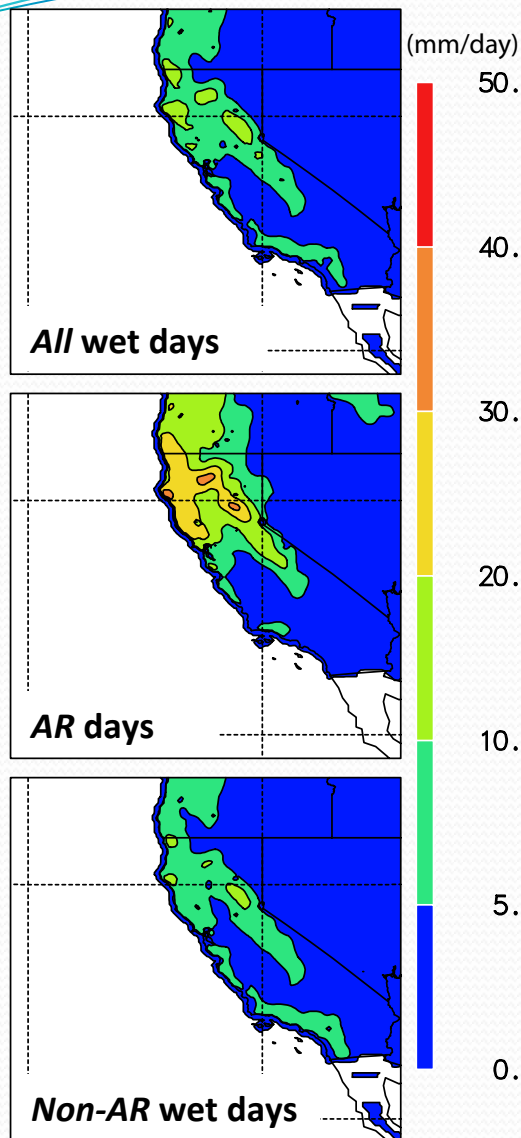 (mm/day)
50.
40.
30.
20.
10.
5.
0.
All wet days
AR days
Non-AR wet days